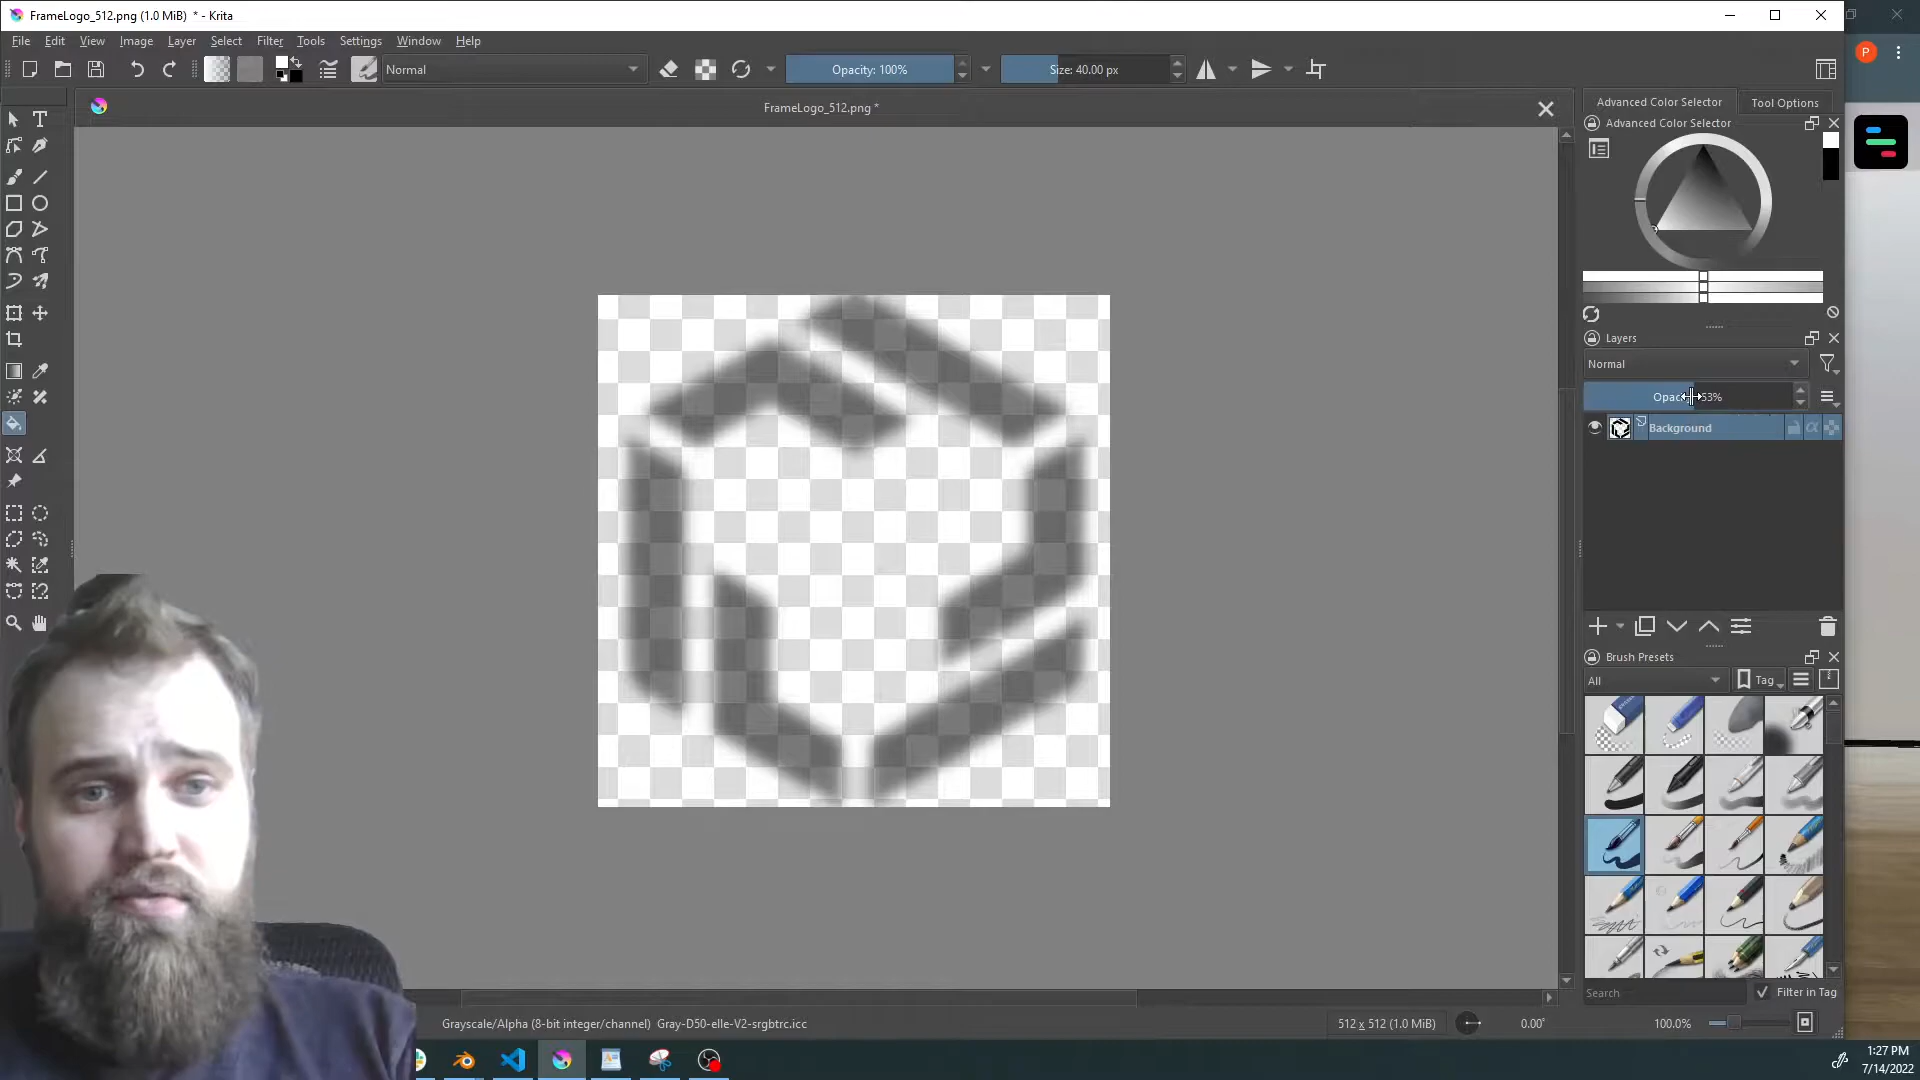 FrameLogo_512.png (1.0 MiB) * - Krita
File Edit View Image Layer Select Filter Tools Settings Window Help
Normal
Opacity: 100%
Size: 40.00 px
FrameLogo_512.png *
Advanced Color Selector
Tool Options
Advanced Color Selector
Layers
Normal
53%
Background
Brush Presets
All
Tag
Search
Filter in Tag
Grayscale/Alpha (8-bit integer/channel) Gray-D50-elle-V2-srgbtrc.icc
512 x 512 (1.0 MiB)
0.00°
100.0%
P
T
1:27 PM
7/14/2022